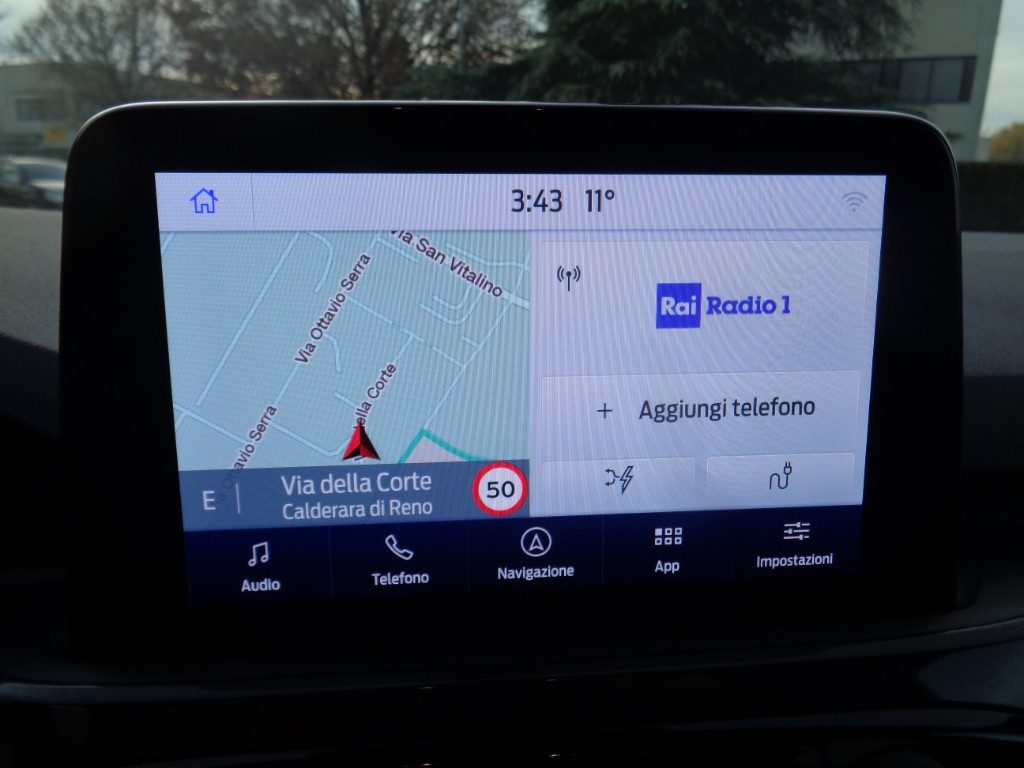 3:43 11°
Via San Vitalino
Via Ottavio Serra
della Corte
Ottavio Serra
Rai Radio 1
+ Aggiungi telefono
E | Via della Corte
Calderara di Reno
50
Audio
Telefono
Navigazione
App
Impostazioni